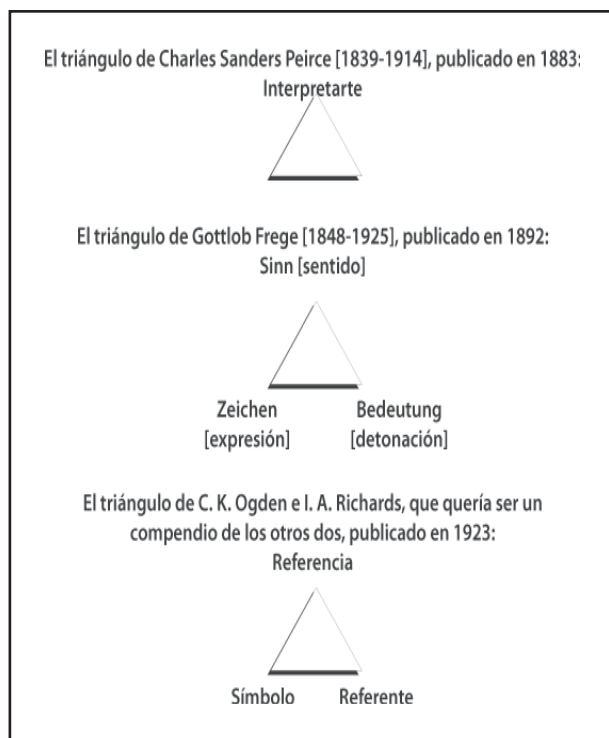 El triángulo de Charles Sanders Peirce [1839-1914], publicado en 1883:
Interpretarte
El triángulo de Gottlob Frege [1848-1925], publicado en 1892:
Sinn [sentido]
Zeichen Bedeutung
[expresión] [detonación]
El triángulo de C. K. Ogden e I. A. Richards, que quería ser un
compendio de los otros dos, publicado en 1923:
Referencia
Símbolo Referente